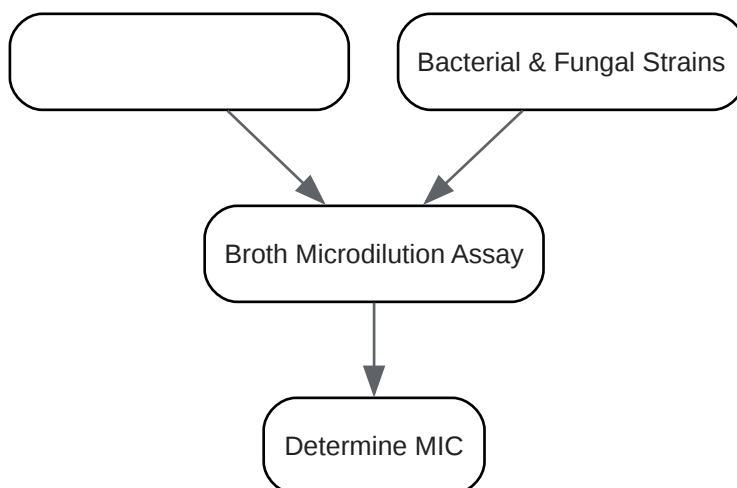 Bacterial & Fungal Strains
Broth Microdilution Assay
Determine MIC